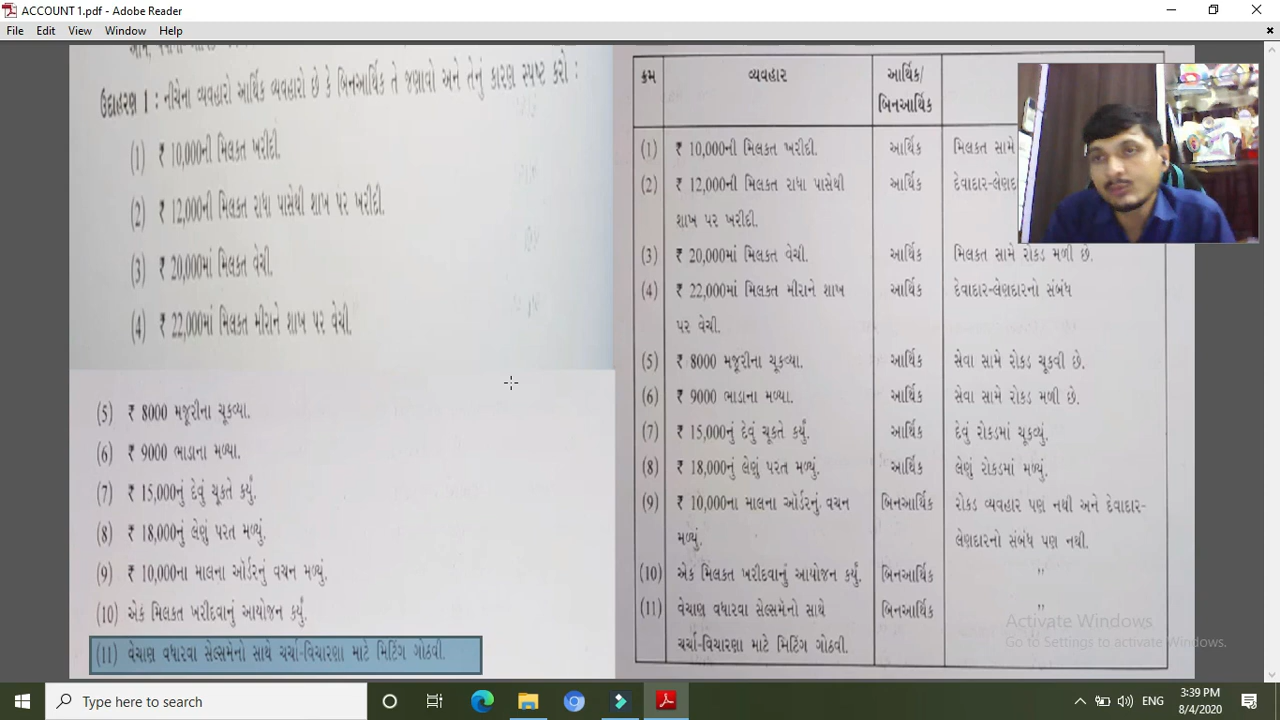 ACCOUNT 1.pdf - Adobe Reader
File Edit View Window Help
ઉદાહરણ 1 : નીચેના વ્યવહારો આર્થિક વ્યવહારો છે કે બિનઆર્થિક તે જણાવો અને તેનું કારણ સ્પષ્ટ કરો :
(1) ₹ 10,000ની મિલકત ખરીદી.
(2) ₹ 12,000ની મિલકત રાધા પાસેથી શાખ પર ખરીદી.
(3) ₹ 20,000માં મિલકત વેચી.
(4) ₹ 22,000માં મિલકત મીરાને શાખ પર વેચી.
(5) ₹ 8000 મજૂરીના ચૂકવ્યા.
(6) ₹ 9000 ભાડાના મળ્યા.
(7) ₹ 15,000નું દેવું ચૂકતે કર્યું.
(8) ₹ 18,000નું લેણું પરત મળ્યું.
(9) ₹ 10,000ના માલના ઑર્ડરનું વચન મળ્યું.
(10) એક મિલકત ખરીદવાનું આયોજન કર્યું.
(11) વેચાણ વધારવા સેલ્સમૅનો સાથે ચર્ચા-વિચારણા માટે મિટિંગ ગોઠવી.
ક્રમ વ્યવહાર આર્થિક/
બિનઆર્થિક
(1) ₹ 10,000ની મિલકત ખરીદી. આર્થિક મિલકત સામે
(2) ₹ 12,000ની મિલકત રાધા પાસેથી આર્થિક દેવાદાર-લેણદ
શાખ પર ખરીદી.
(3) ₹ 20,000માં મિલકત વેચી. આર્થિક મિલકત સામે રોકડ મળી છે.
(4) ₹ 22,000માં મિલકત મીરાને શાખ આર્થિક દેવાદાર-લેણદારનો સંબંધ
પર વેચી.
(5) ₹ 8000 મજૂરીના ચૂકવ્યા. આર્થિક સેવા સામે રોકડ ચૂકવી છે.
(6) ₹ 9000 ભાડાના મળ્યા. આર્થિક સેવા સામે રોકડ મળી છે.
(7) ₹ 15,000નું દેવું ચૂકતે કર્યું. આર્થિક દેવું રોકડમાં ચૂકવ્યું.
(8) ₹ 18,000નું લેણું પરત મળ્યું. આર્થિક લેણું રોકડમાં મળ્યું.
(9) ₹ 10,000ના માલના ઑર્ડરનું વચન બિનઆર્થિક રોકડ વ્યવહાર પણ નથી અને દેવાદાર-
મળ્યું. લેણદારનો સંબંધ પણ નથી.
(10) એક મિલકત ખરીદવાનું આયોજન કર્યું. બિનઆર્થિક "
(11) વેચાણ વધારવા સેલ્સમૅનો સાથે બિનઆર્થિક "
ચર્ચા-વિચારણા માટે મિટિંગ ગોઠવી.
Activate Windows
Go to Settings to activate Windows.
Type here to search
ENG
3:39 PM
8/4/2020